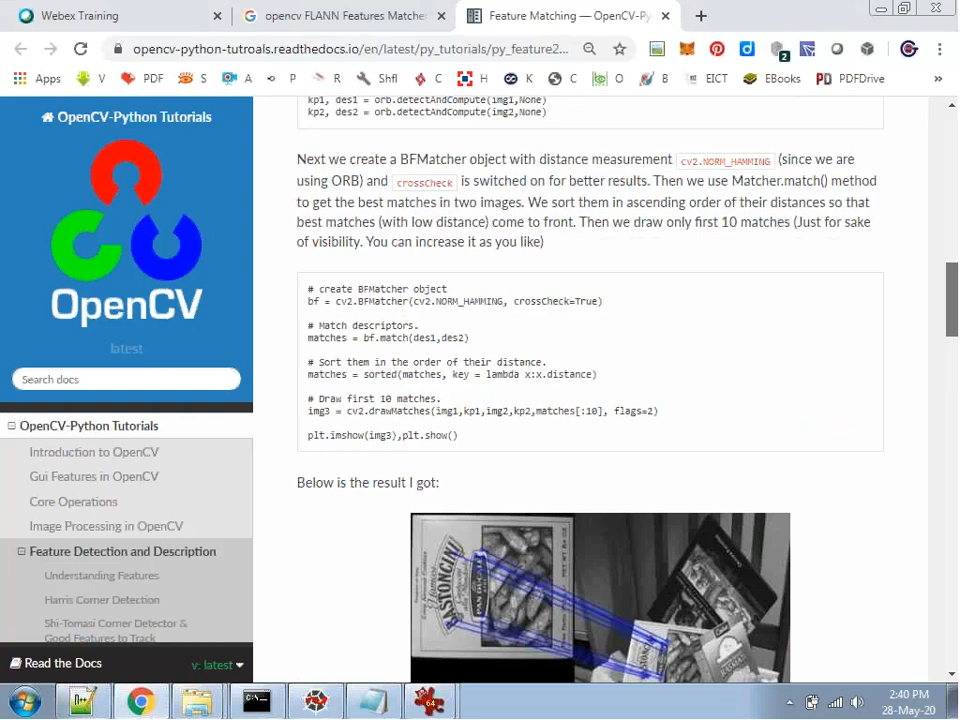 Webex Training
opencv FLANN Features Matcher
Feature Matching — OpenCV-Py
opencv-python-tutroals.readthedocs.io/en/latest/py_tutorials/py_feature2...
2
Apps V PDF S A P R Shfl C H K C O B EICT EBooks PD PDFDrive »
OpenCV-Python Tutorials
OpenCV
latest
Search docs
OpenCV-Python Tutorials
Introduction to OpenCV
Gui Features in OpenCV
Core Operations
Image Processing in OpenCV
Feature Detection and Description
Understanding Features
Harris Corner Detection
Shi-Tomasi Corner Detector &
Good Features to Track
Read the Docs
v: latest
kp1, des1 = orb.detectAndCompute(img1,None)
kp2, des2 = orb.detectAndCompute(img2,None)
Next we create a BFMatcher object with distance measurement cv2.NORM_HAMMING (since we are
using ORB) and crossCheck is switched on for better results. Then we use Matcher.match() method
to get the best matches in two images. We sort them in ascending order of their distances so that
best matches (with low distance) come to front. Then we draw only first 10 matches (Just for sake
of visibility. You can increase it as you like)
# create BFMatcher object
bf = cv2.BFMatcher(cv2.NORM_HAMMING, crossCheck=True)
# Match descriptors.
matches = bf.match(des1,des2)
# Sort them in the order of their distance.
matches = sorted(matches, key = lambda x:x.distance)
# Draw first 10 matches.
img3 = cv2.drawMatches(img1,kp1,img2,kp2,matches[:10], flags=2)
plt.imshow(img3),plt.show()
Below is the result I got:
64
2:40 PM
28-May-20